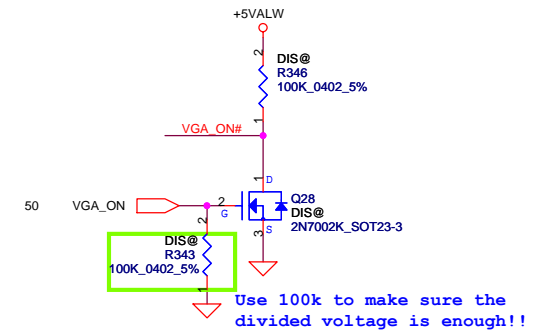 +5VALW
2
DIS@
R346
100K_0402_5%
1
VGA_ON#
1
D
Q28
DIS@
2N7002K_SOT23-3
50 VGA_ON
2
G
3
S
2
DIS@
R343
100K_0402_5%
1
Use 100k to make sure the
divided voltage is enough!!